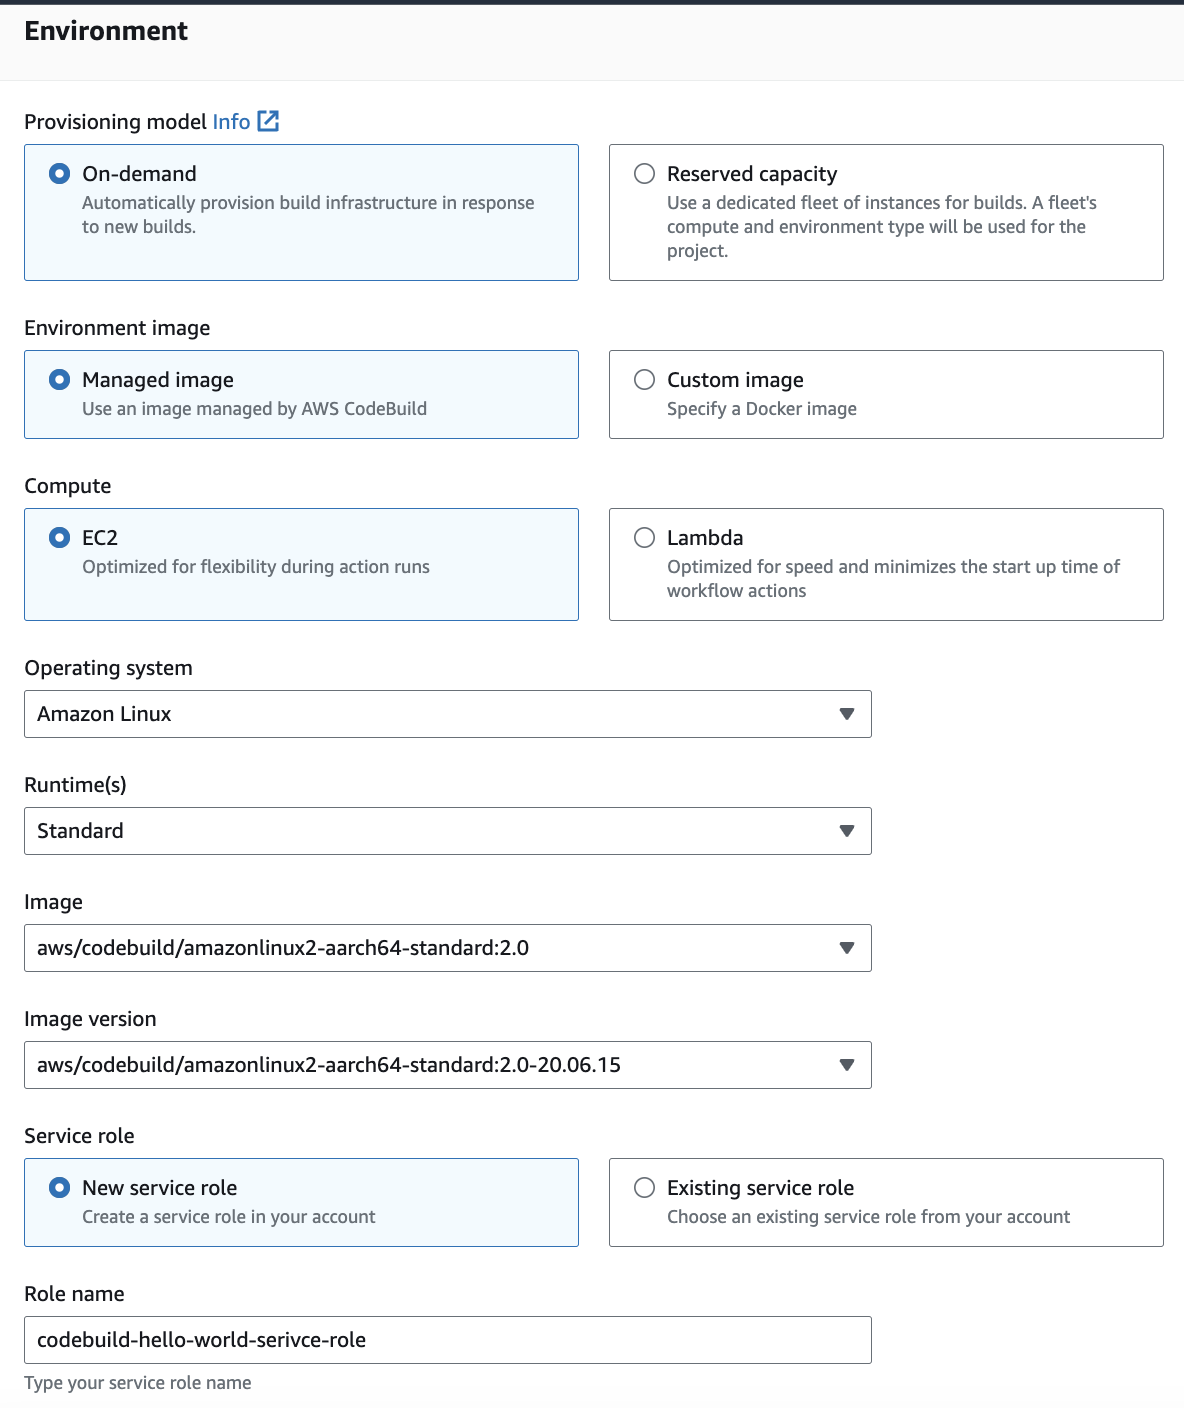 Environment
Provisioning model Info
On-demand
Automatically provision build infrastructure in response
to new builds.
Reserved capacity
Use a dedicated fleet of instances for builds. A fleet's
compute and environment type will be used for the
project.
Environment image
Managed image
Use an image managed by AWS CodeBuild
Custom image
Specify a Docker image
Compute
EC2
Optimized for flexibility during action runs
Lambda
Optimized for speed and minimizes the start up time of
workflow actions
Operating system
Amazon Linux
Runtime(s)
Standard
Image
aws/codebuild/amazonlinux2-aarch64-standard:2.0
Image version
aws/codebuild/amazonlinux2-aarch64-standard:2.0-20.06.15
Service role
New service role
Create a service role in your account
Existing service role
Choose an existing service role from your account
Role name
codebuild-hello-world-serivce-role
Type your service role name